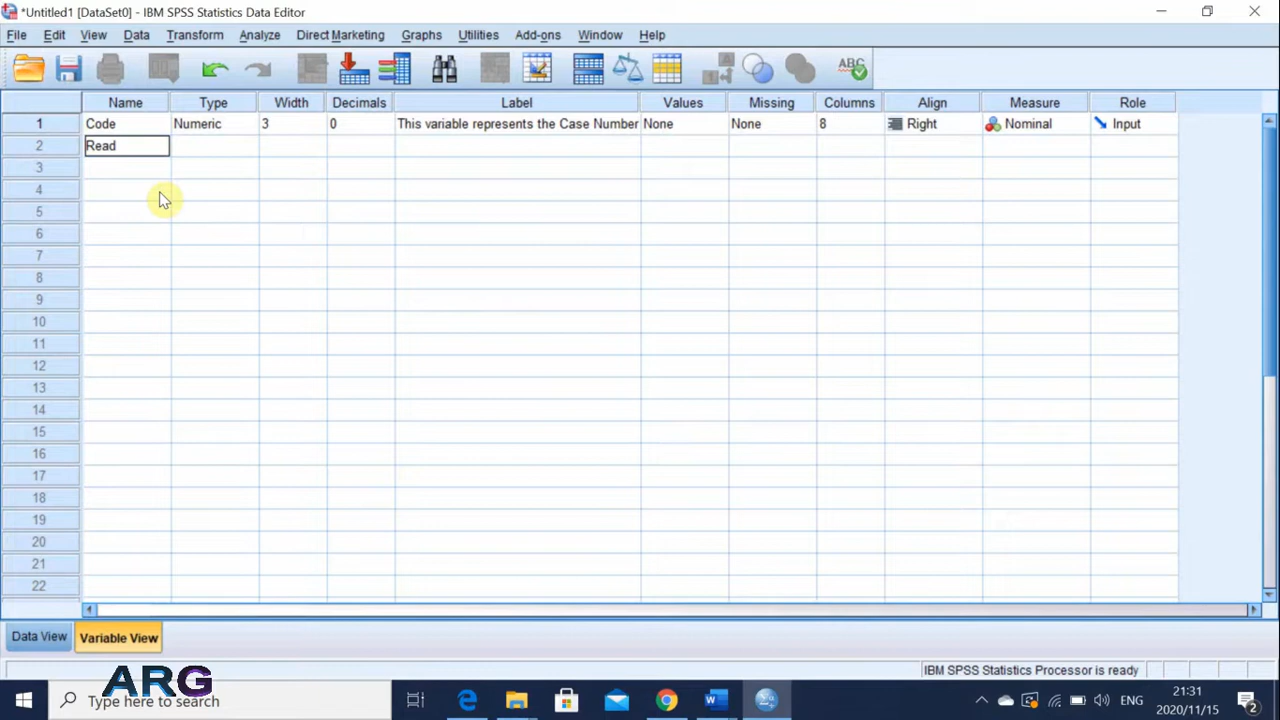 *Untitled1 [DataSet0] - IBM SPSS Statistics Data Editor
File Edit View Data Transform Analyze Direct Marketing Graphs Utilities Add-ons Window Help
ABC
Name Type Width Decimals Label Values Missing Columns Align Measure Role
1 Code Numeric 3 0 This variable represents the Case Number None None 8 Right Nominal Input
2 Read
3
4
5
6
7
8
9
10
11
12
13
14
15
16
17
18
19
20
21
22
Data View Variable View
IBM SPSS Statistics Processor is ready
ARG
Type here to search
ENG
21:31
2020/11/15
2